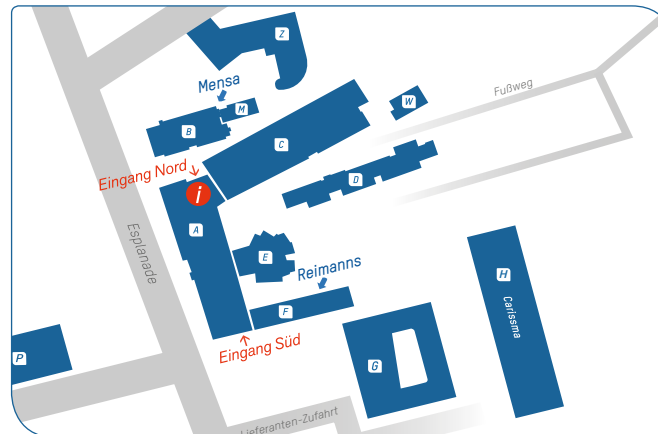 Z
Mensa
M
B
W
Fußweg
C
Eingang Nord
i
D
A
Esplanade
E
Reimanns
H
Carissma
F
Eingang Süd
P
G
Lieferanten-Zufahrt